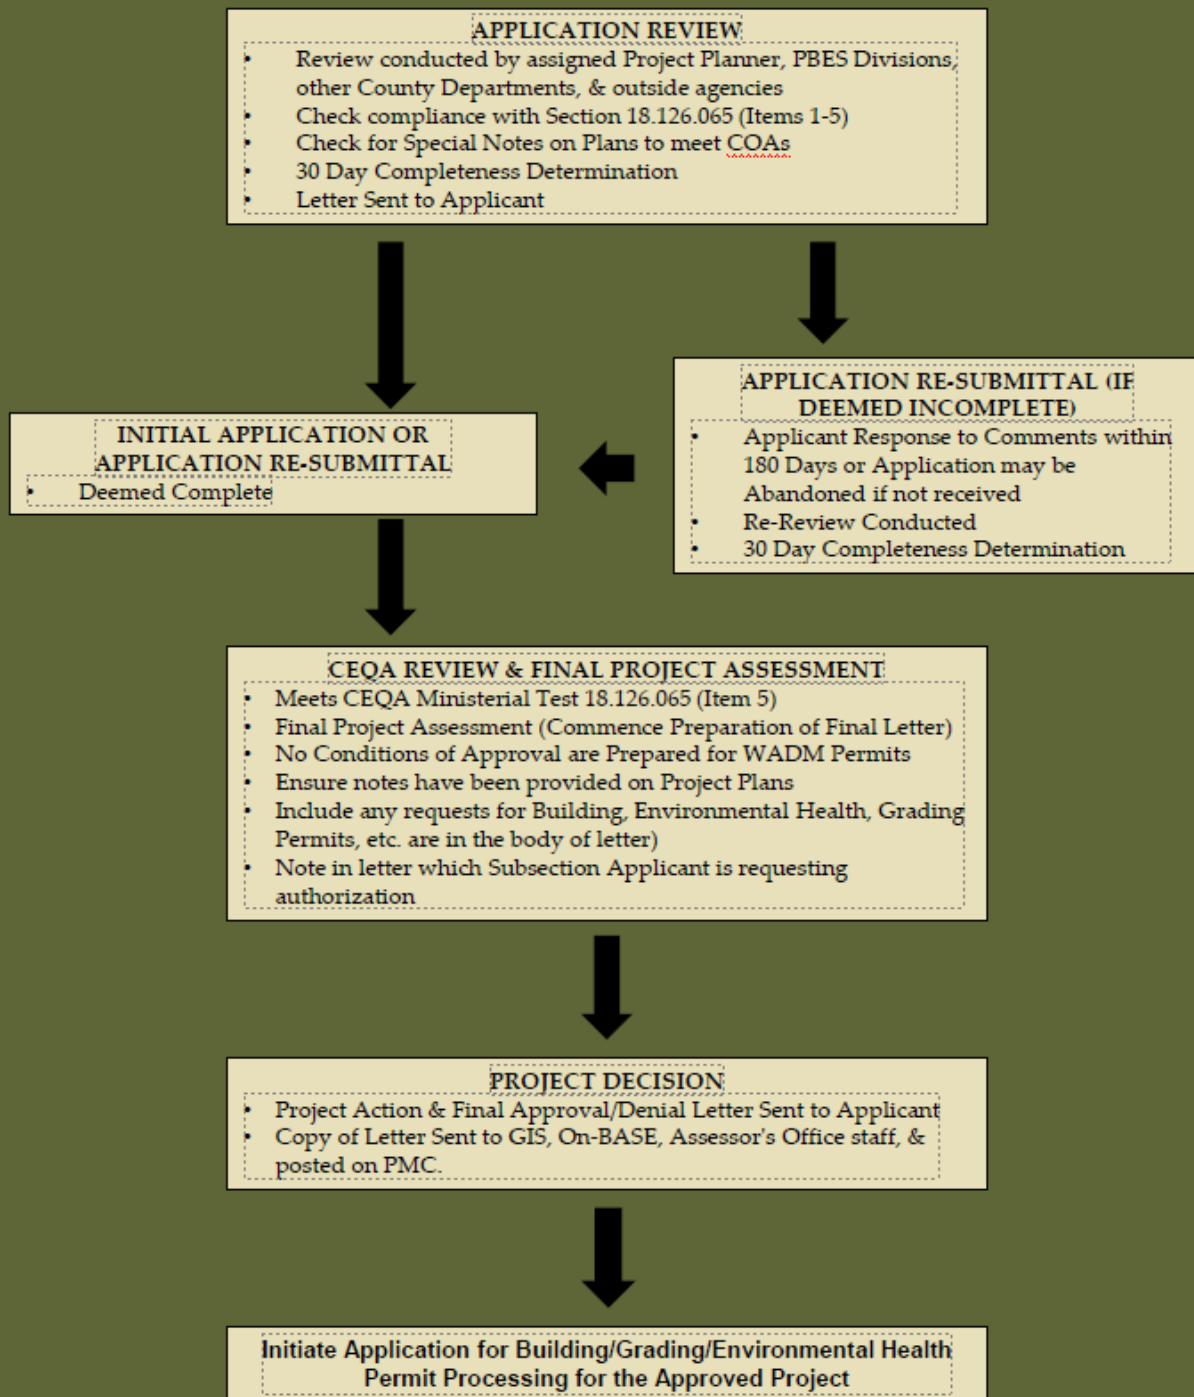 APPLICATION REVIEW
• Review conducted by assigned Project Planner, PBES Divisions,
other County Departments, & outside agencies
• Check compliance with Section 18.126.065 (Items 1-5)
• Check for Special Notes on Plans to meet COAs
• 30 Day Completeness Determination
• Letter Sent to Applicant
INITIAL APPLICATION OR
APPLICATION RE-SUBMITTAL
• Deemed Complete
APPLICATION RE-SUBMITTAL (IF
DEEMED INCOMPLETE)
• Applicant Response to Comments within
180 Days or Application may be
Abandoned if not received
• Re-Review Conducted
• 30 Day Completeness Determination
CEQA REVIEW & FINAL PROJECT ASSESSMENT
• Meets CEQA Ministerial Test 18.126.065 (Item 5)
• Final Project Assessment (Commence Preparation of Final Letter)
• No Conditions of Approval are Prepared for WADM Permits
• Ensure notes have been provided on Project Plans
• Include any requests for Building, Environmental Health, Grading
Permits, etc. are in the body of letter)
• Note in letter which Subsection Applicant is requesting
authorization
PROJECT DECISION
• Project Action & Final Approval/Denial Letter Sent to Applicant
• Copy of Letter Sent to GIS, On-BASE, Assessor's Office staff, &
posted on PMC.
Initiate Application for Building/Grading/Environmental Health
Permit Processing for the Approved Project